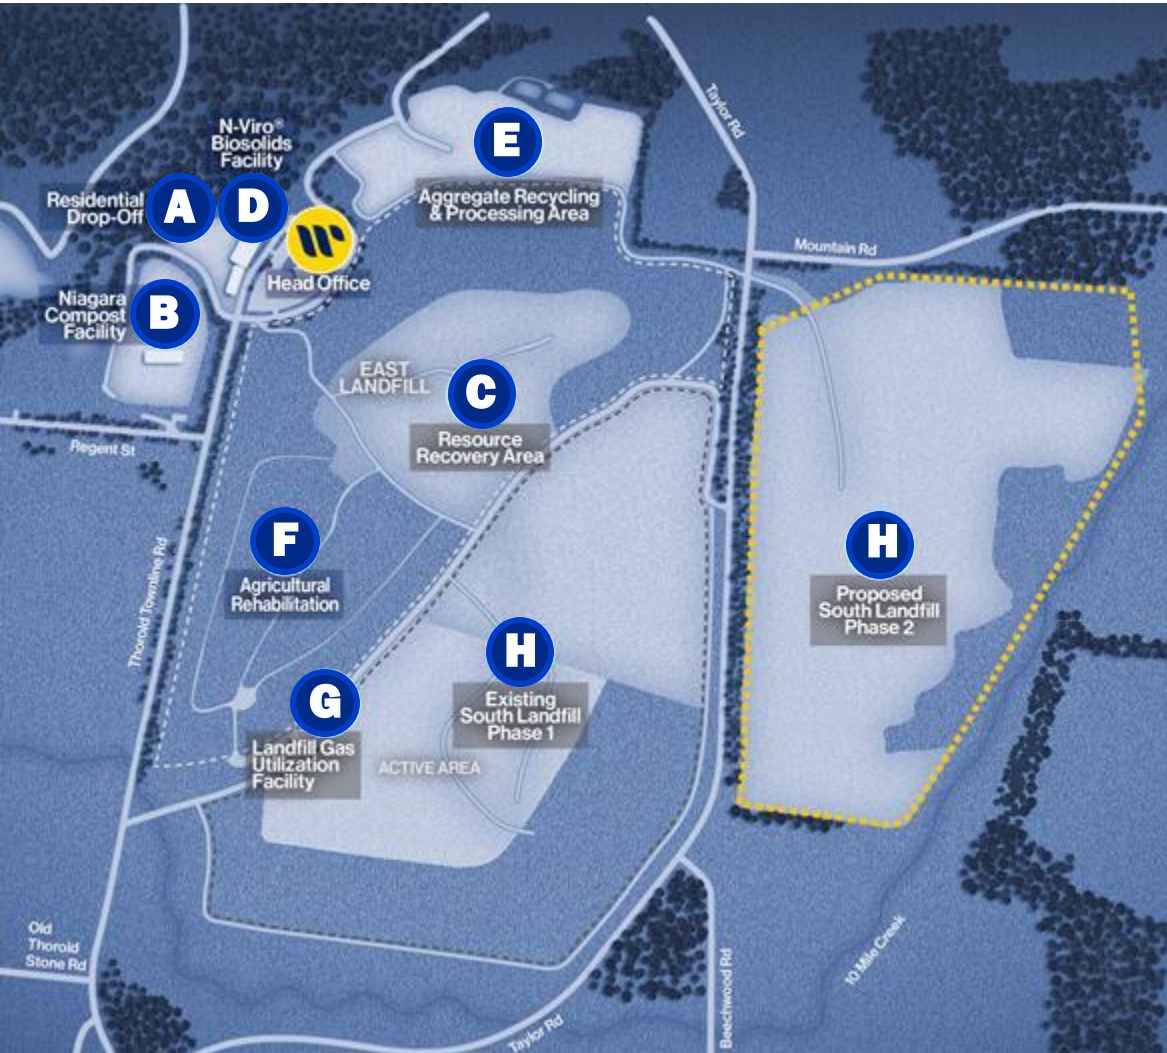 Taylor Rd
N-Viro®
Biosolids
Facility
E
Residential
Drop-Off
A
D
Aggregate Recycling
& Processing Area
W
Head Office
Mountain Rd
Niagara
Compost
Facility
B
EAST
LANDFILL
C
Resource
Recovery Area
Regent St
F
Agricultural
Rehabilitation
H
Proposed
South Landfill
Phase 2
Thorold Townline Rd
H
Existing
South Landfill
Phase 1
G
Landfill Gas
Utilization
Facility
ACTIVE AREA
Old
Thorold
Stone Rd
10 Mile Creek
Beechwood Rd
Taylor Rd